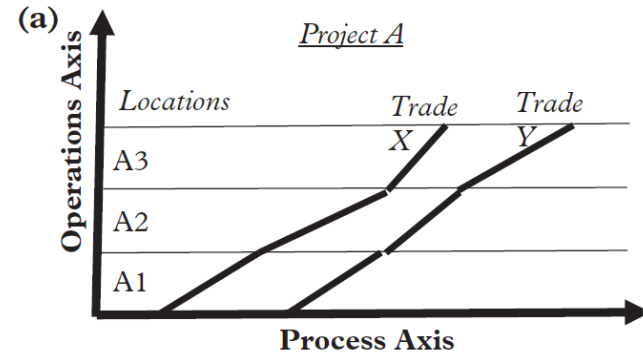 (a)
Project A
Locations
Trade X
Trade Y
A3
A2
A1
Operations Axis
Process Axis